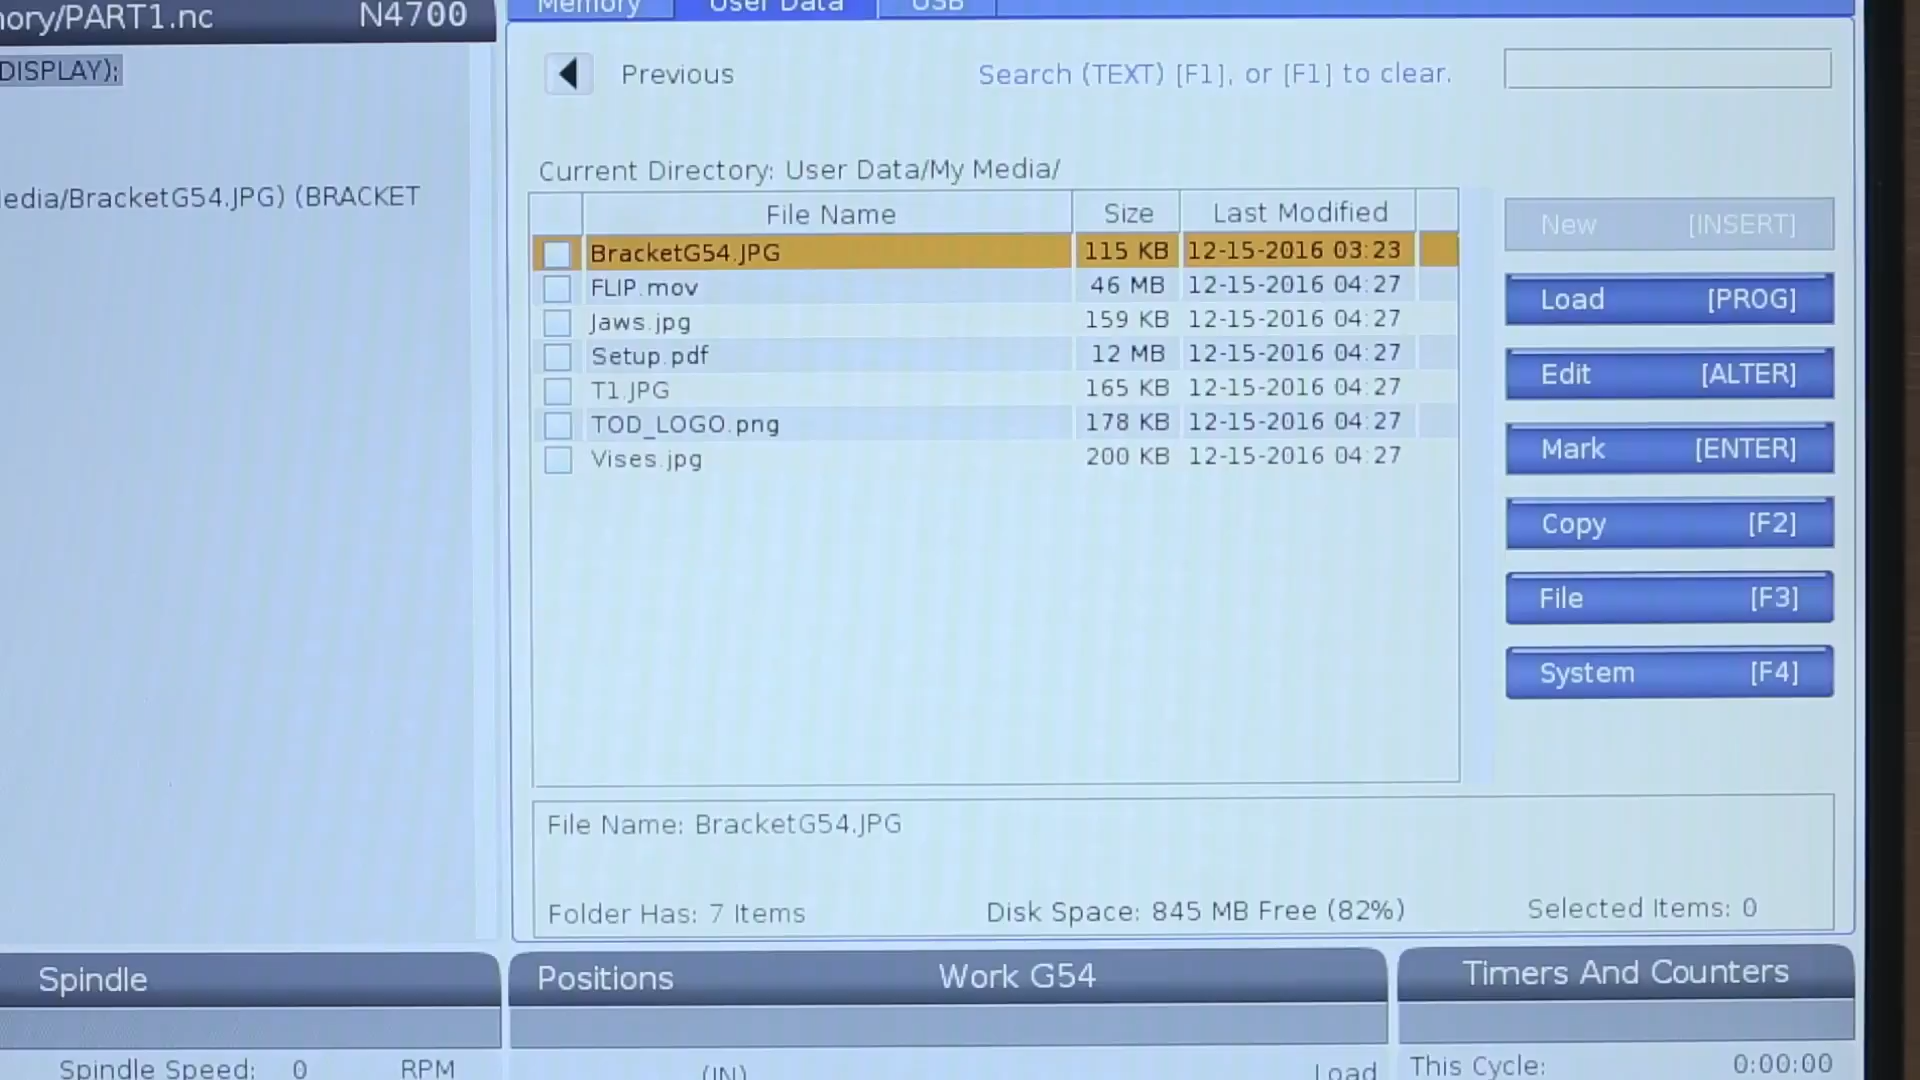 ory/PART1.nc N4700
DISPLAY);
edia/BracketG54.JPG) (BRACKET
Memory User Data USB
Previous Search (TEXT) [F1], or [F1] to clear.
Current Directory: User Data/My Media/
File Name Size Last Modified
BracketG54.JPG 115 KB 12-15-2016 03:23
FLIP.mov 46 MB 12-15-2016 04:27
Jaws.jpg 159 KB 12-15-2016 04:27
Setup.pdf 12 MB 12-15-2016 04:27
T1.JPG 165 KB 12-15-2016 04:27
TOD_LOGO.png 178 KB 12-15-2016 04:27
Vises.jpg 200 KB 12-15-2016 04:27
New [INSERT]
Load [PROG]
Edit [ALTER]
Mark [ENTER]
Copy [F2]
File [F3]
System [F4]
File Name: BracketG54.JPG
Folder Has: 7 Items Disk Space: 845 MB Free (82%) Selected Items: 0
Spindle
Spindle Speed: 0 RPM
Positions Work G54
(IN) Load
Timers And Counters
This Cycle: 0:00:00